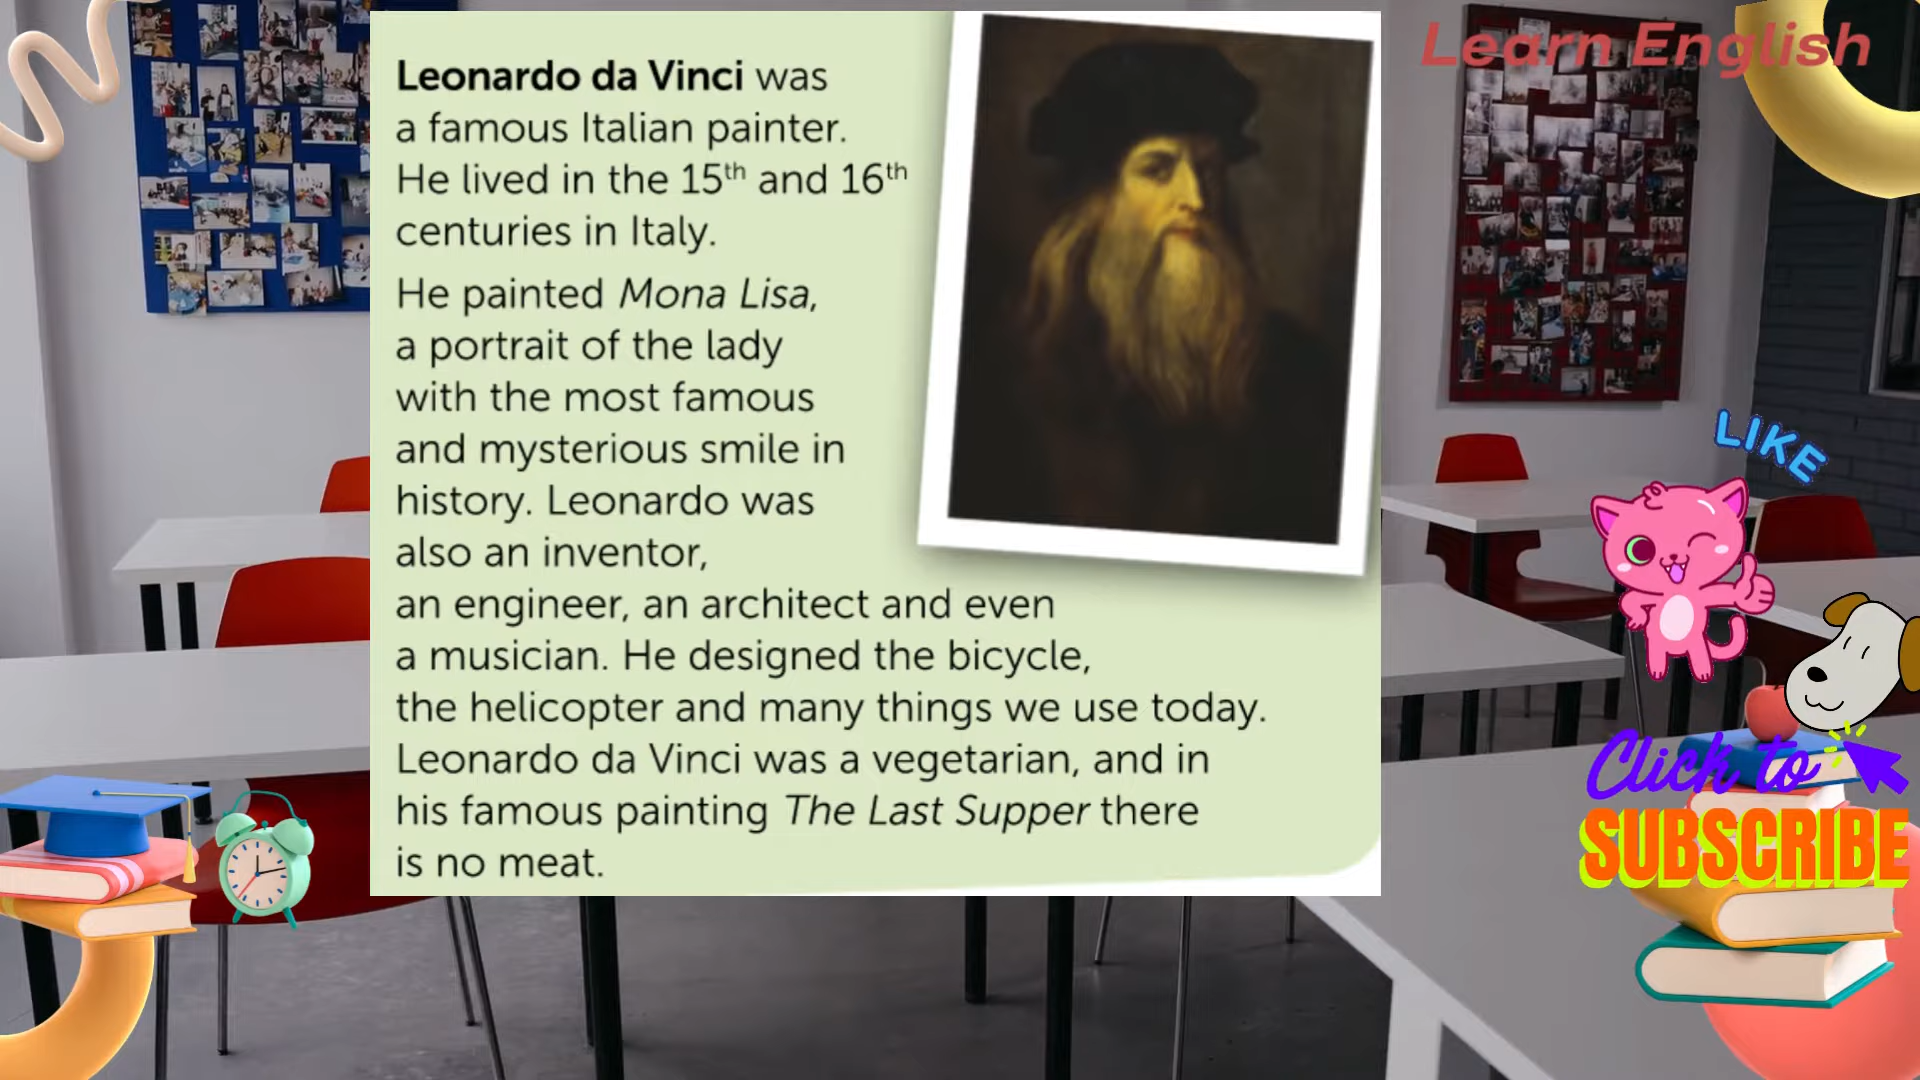 Learn English
Leonardo da Vinci was
a famous Italian painter.
He lived in the 15th and 16th
centuries in Italy.
He painted Mona Lisa,
a portrait of the lady
with the most famous
and mysterious smile in
history. Leonardo was
also an inventor,
an engineer, an architect and even
a musician. He designed the bicycle,
the helicopter and many things we use today.
Leonardo da Vinci was a vegetarian, and in
his famous painting The Last Supper there
is no meat.
LIKE
Click to
SUBSCRIBE